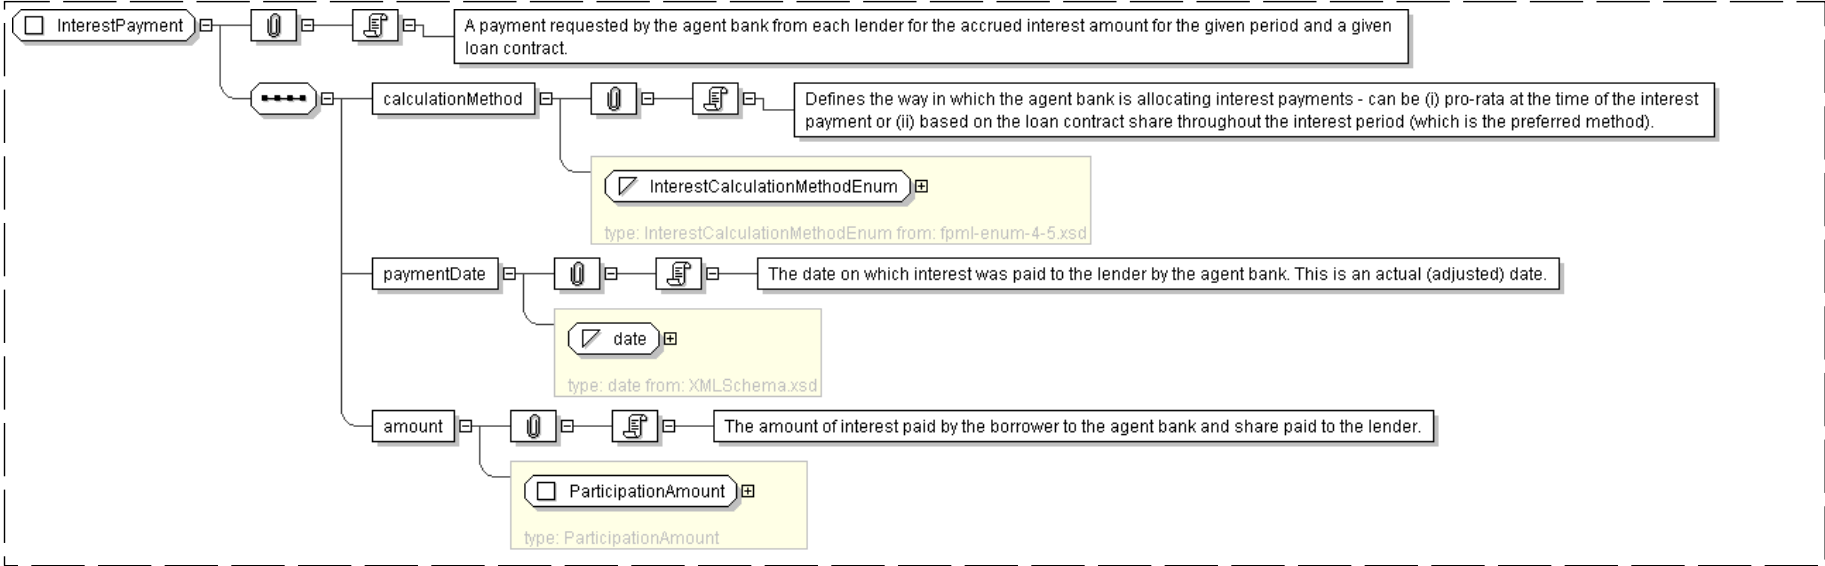 InterestPayment
A payment requested by the agent bank from each lender for the accrued interest amount for the given period and a given
loan contract.
calculationMethod
Defines the way in which the agent bank is allocating interest payments - can be (i) pro-rata at the time of the interest
payment or (ii) based on the loan contract share throughout the interest period (which is the preferred method).
InterestCalculationMethodEnum
type: InterestCalculationMethodEnum from: fpml-enum-4-5.xsd
paymentDate
The date on which interest was paid to the lender by the agent bank. This is an actual (adjusted) date.
date
type: date from: XMLSchema.xsd
amount
The amount of interest paid by the borrower to the agent bank and share paid to the lender.
ParticipationAmount
type: ParticipationAmount